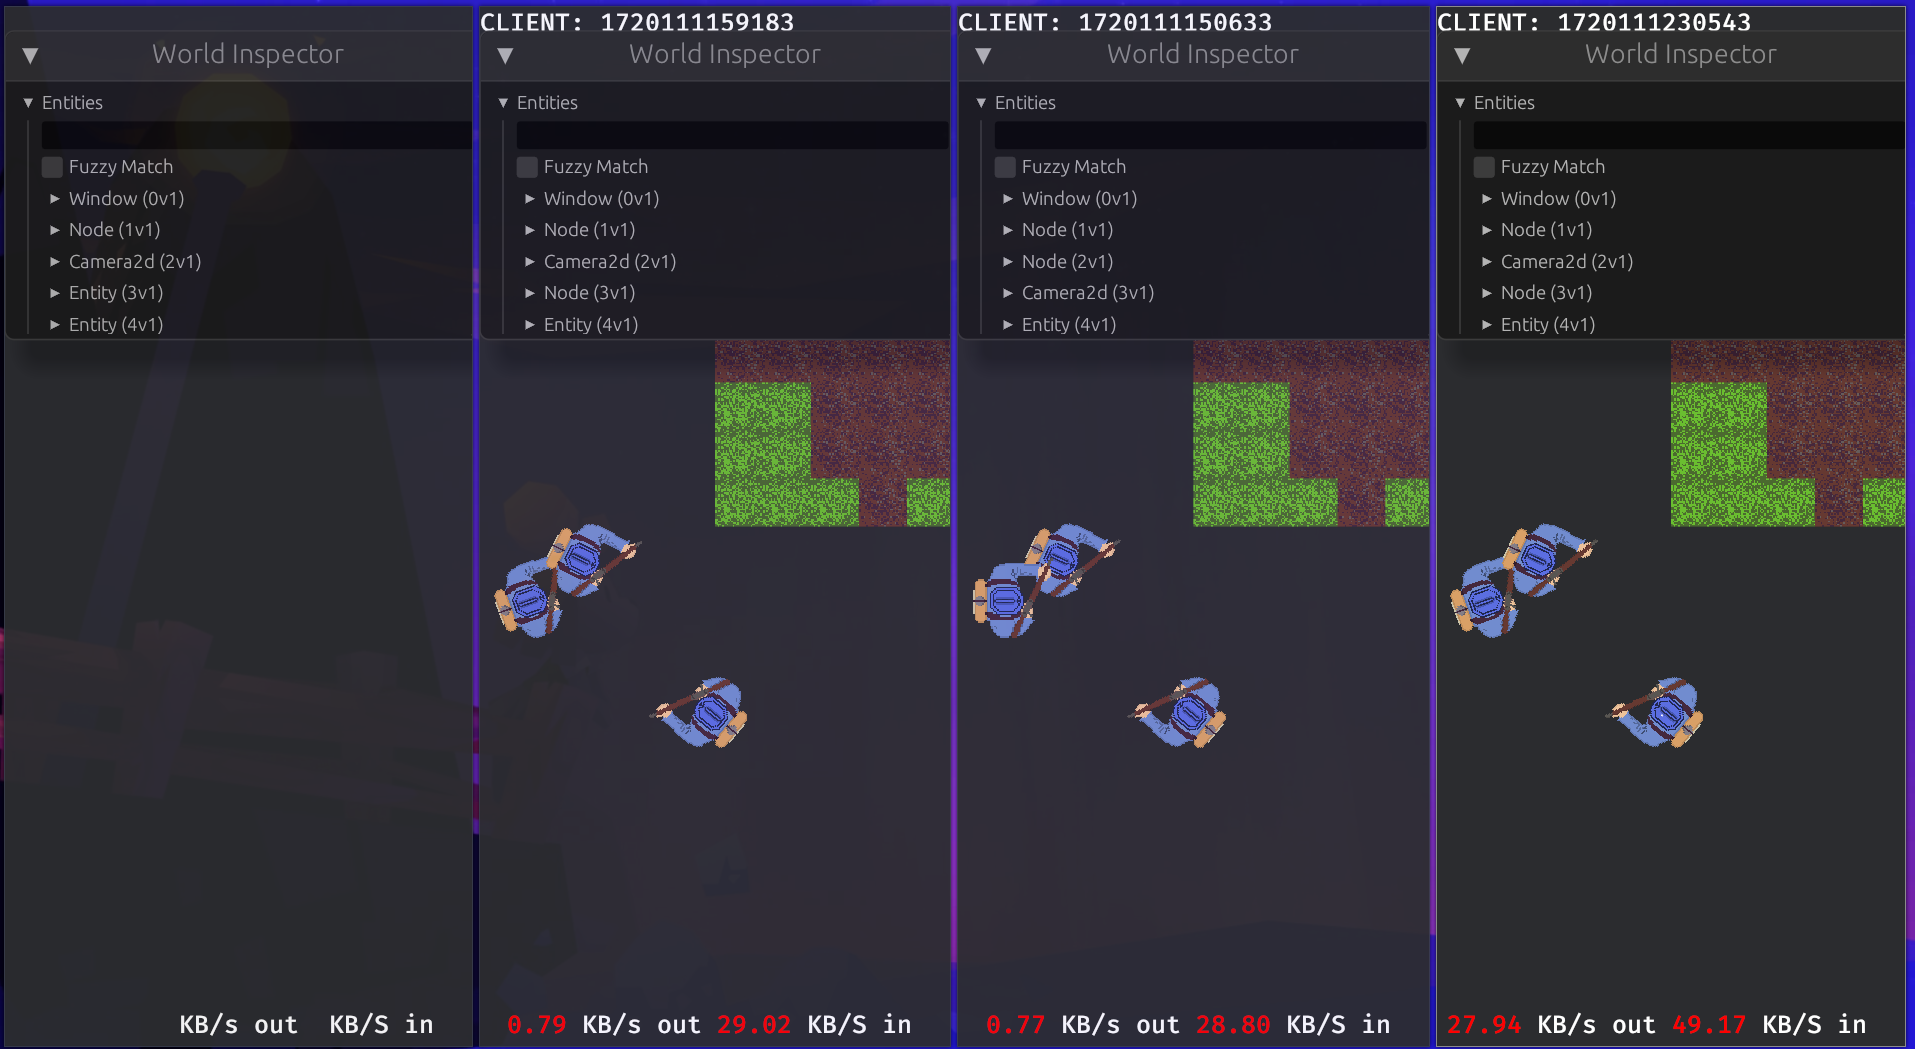 World Inspector
Entities
Fuzzy Match
Window (0v1)
Node (1v1)
Camera2d (2v1)
Entity (3v1)
Entity (4v1)
KB/s out KB/S in
CLIENT: 1720111159183
World Inspector
Entities
Fuzzy Match
Window (0v1)
Node (1v1)
Camera2d (2v1)
Node (3v1)
Entity (4v1)
0.79 KB/s out 29.02 KB/S in
CLIENT: 1720111150633
World Inspector
Entities
Fuzzy Match
Window (0v1)
Node (1v1)
Node (2v1)
Camera2d (3v1)
Entity (4v1)
0.77 KB/s out 28.80 KB/S in
CLIENT: 1720111230543
World Inspector
Entities
Fuzzy Match
Window (0v1)
Node (1v1)
Camera2d (2v1)
Node (3v1)
Entity (4v1)
27.94 KB/s out 49.17 KB/S in